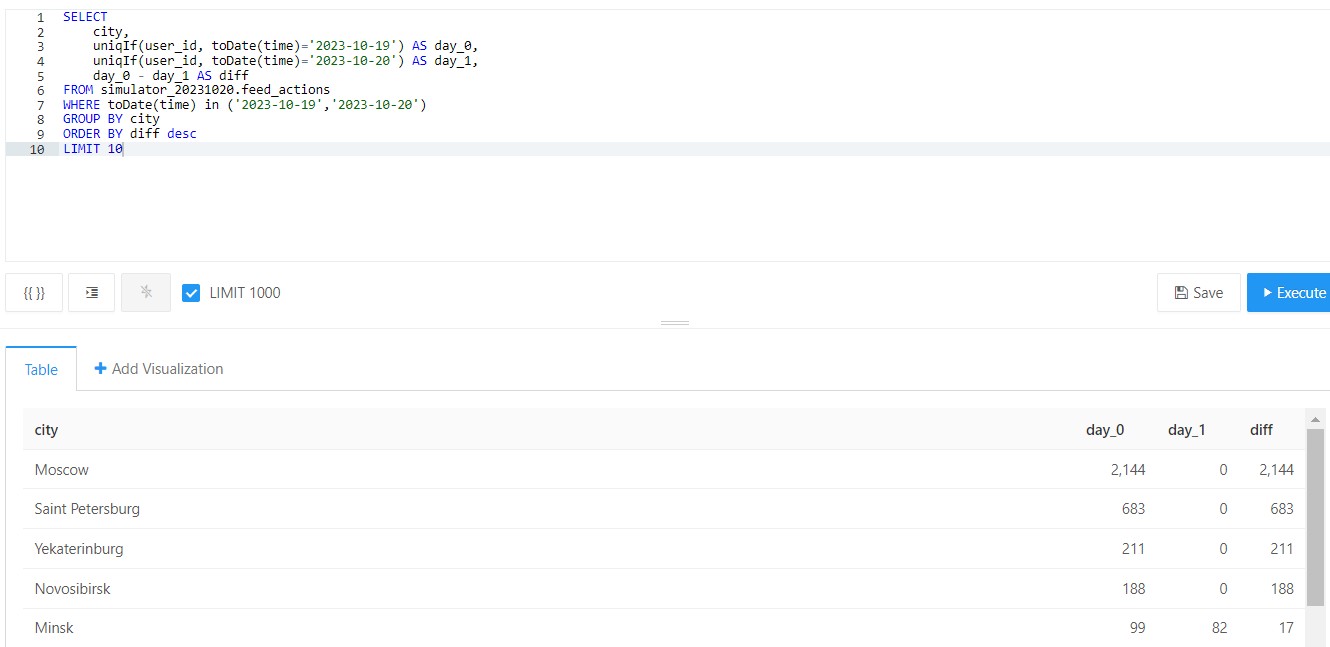 1 SELECT
2 city,
3 uniqIf(user_id, toDate(time)='2023-10-19') AS day_0,
4 uniqIf(user_id, toDate(time)='2023-10-20') AS day_1,
5 day_0 - day_1 AS diff
6 FROM simulator_20231020.feed_actions
7 WHERE toDate(time) in ('2023-10-19','2023-10-20')
8 GROUP BY city
9 ORDER BY diff desc
10 LIMIT 10
{{ }} LIMIT 1000 Save Execute
Table Add Visualization
city day_0 day_1 diff
Moscow 2,144 0 2,144
Saint Petersburg 683 0 683
Yekaterinburg 211 0 211
Novosibirsk 188 0 188
Minsk 99 82 17